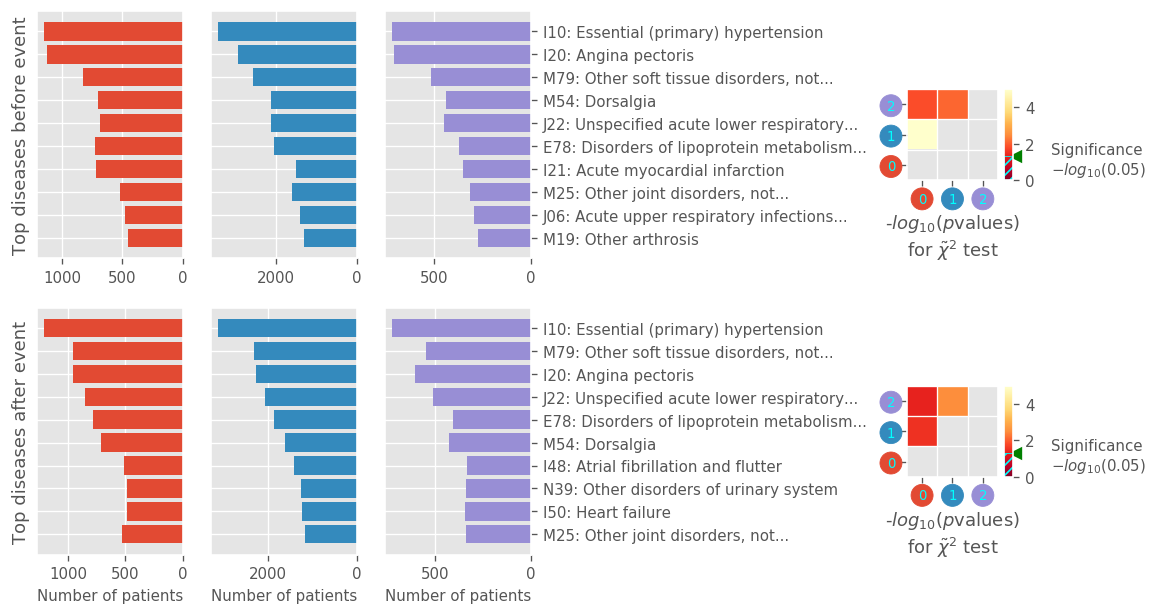 Top diseases before event
I10: Essential (primary) hypertension
I20: Angina pectoris
M79: Other soft tissue disorders, not...
M54: Dorsalgia
J22: Unspecified acute lower respiratory...
E78: Disorders of lipoprotein metabolism...
I21: Acute myocardial infarction
M25: Other joint disorders, not...
J06: Acute upper respiratory infections...
M19: Other arthrosis
1000 500 0
2000 0
500 0
2
1
0
0 1 2
4
2
0
Significance
−log₁₀(0.05)
-log₁₀(pvalues)
for χ̃² test
Top diseases after event
I10: Essential (primary) hypertension
M79: Other soft tissue disorders, not...
I20: Angina pectoris
J22: Unspecified acute lower respiratory...
E78: Disorders of lipoprotein metabolism...
M54: Dorsalgia
I48: Atrial fibrillation and flutter
N39: Other disorders of urinary system
I50: Heart failure
M25: Other joint disorders, not...
1000 500 0
2000 0
500 0
Number of patients
Number of patients
Number of patients
2
1
0
0 1 2
4
2
0
Significance
−log₁₀(0.05)
-log₁₀(pvalues)
for χ̃² test